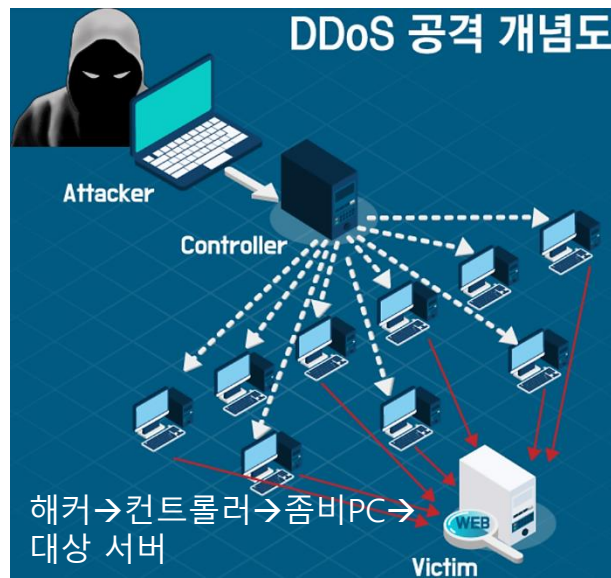 DDoS 공격 개념도
Attacker
Controller
해커→컨트롤러→좀비PC→
대상 서버
WEB
Victim